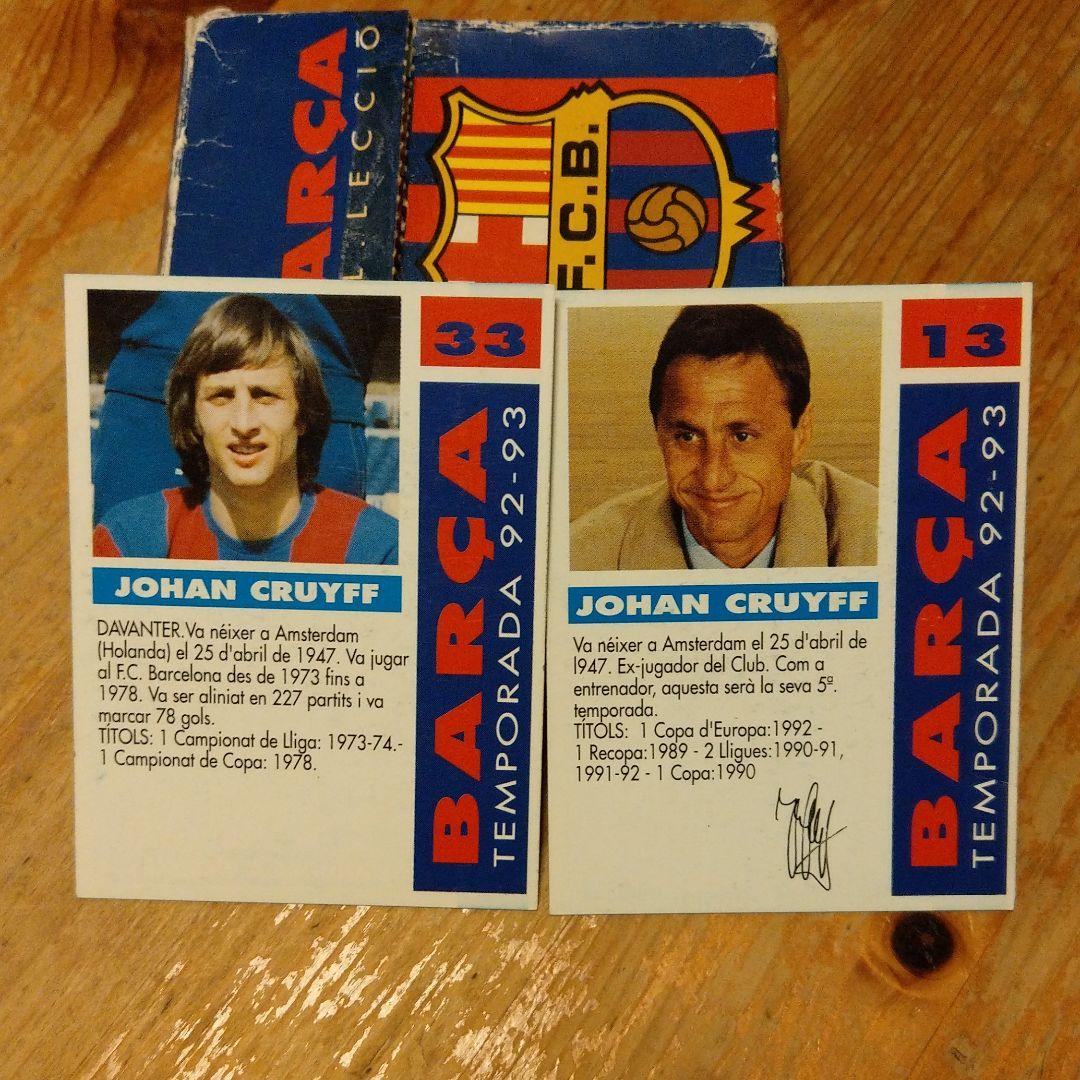 BARÇA
F.C.B.
33
BARÇA
TEMPORADA 92-93
JOHAN CRUYFF
DAVANTER.Va néixer a Amsterdam
(Holanda) el 25 d'abril de 1947. Va jugar
al F.C. Barcelona des de 1973 fins a
1978. Va ser aliniat en 227 partits i va
marcar 78 gols.
TÍTOLS: 1 Campionat de Lliga: 1973-74.-
1 Campionat de Copa: 1978.
13
BARÇA
TEMPORADA 92-93
JOHAN CRUYFF
Va néixer a Amsterdam el 25 d'abril de
l947. Ex-jugador del Club. Com a
entrenador, aquesta serà la seva 5ª.
temporada.
TÍTOLS: 1 Copa d'Europa:1992 -
1 Recopa:1989 - 2 Lligues:1990-91,
1991-92 - 1 Copa:1990